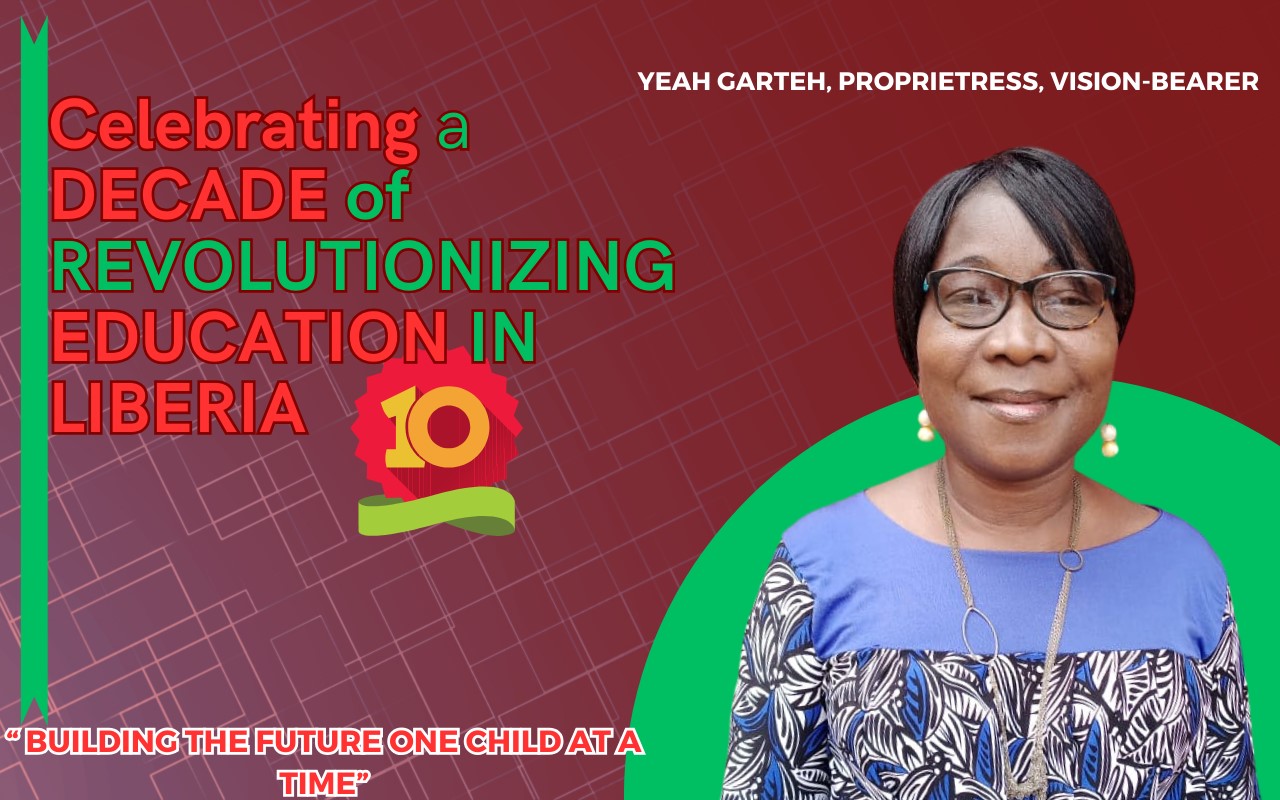 YEAH GARTEH, PROPRIETRESS, VISION-BEARER
Celebrating a
DECADE of
REVOLUTIONIZING
EDUCATION IN
LIBERIA
10
“ BUILDING THE FUTURE ONE CHILD AT A
TIME”